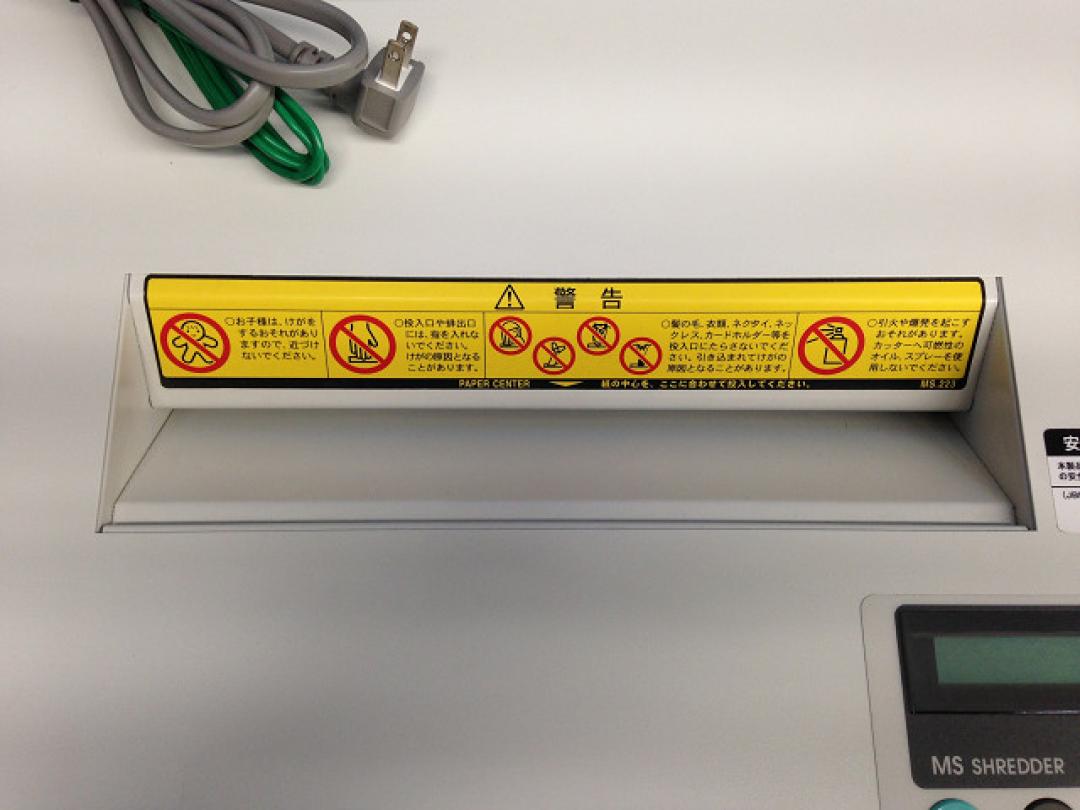 警告
○お子様は、けがを
するおそれがあり
ますので、近づけ
ないでください。
○投入口や排出口
には、指を入れな
いでください。
けがの原因となる
ことがあります。
○髪の毛、衣類、ネクタイ、ネッ
クレス、カードホルダー等を
投入口にたらさないでくだ
さい。引き込まれてけがの
原因となることがあります。
○引火や爆発を起こす
おそれがあります。
カッターへ可燃性の
オイル、スプレーを使
用しないでください。
PAPER CENTER 紙の中心を、ここに合わせて投入してください。 MS.223
安
本製品
の安
MS SHREDDER